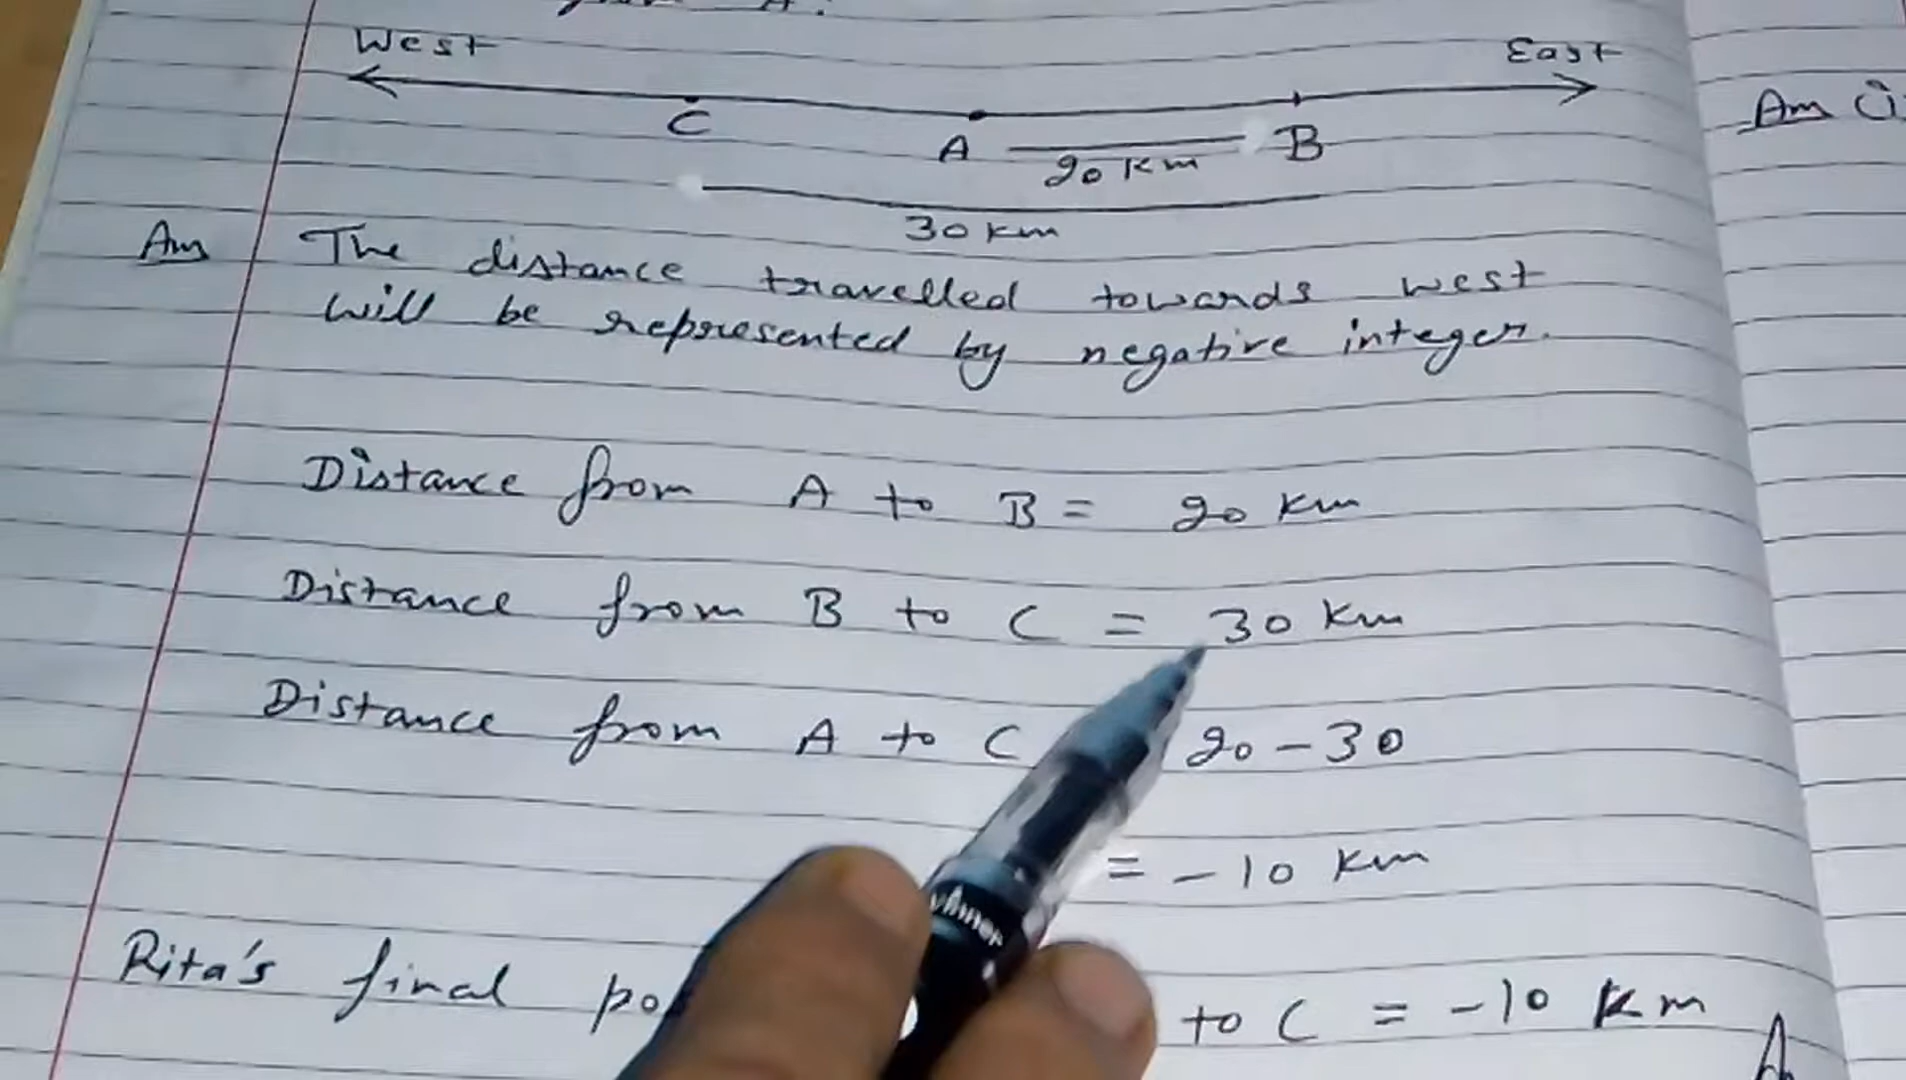 A.
West East
C A B
20 Km
30 Km
Ans The distance travelled towards west
will be represented by negative integer.
Distance from A to B = 20 Km
Distance from B to C = 30 Km
Distance from A to C 20 - 30
= - 10 Km
Rita's final to C = -10 Km
Ans